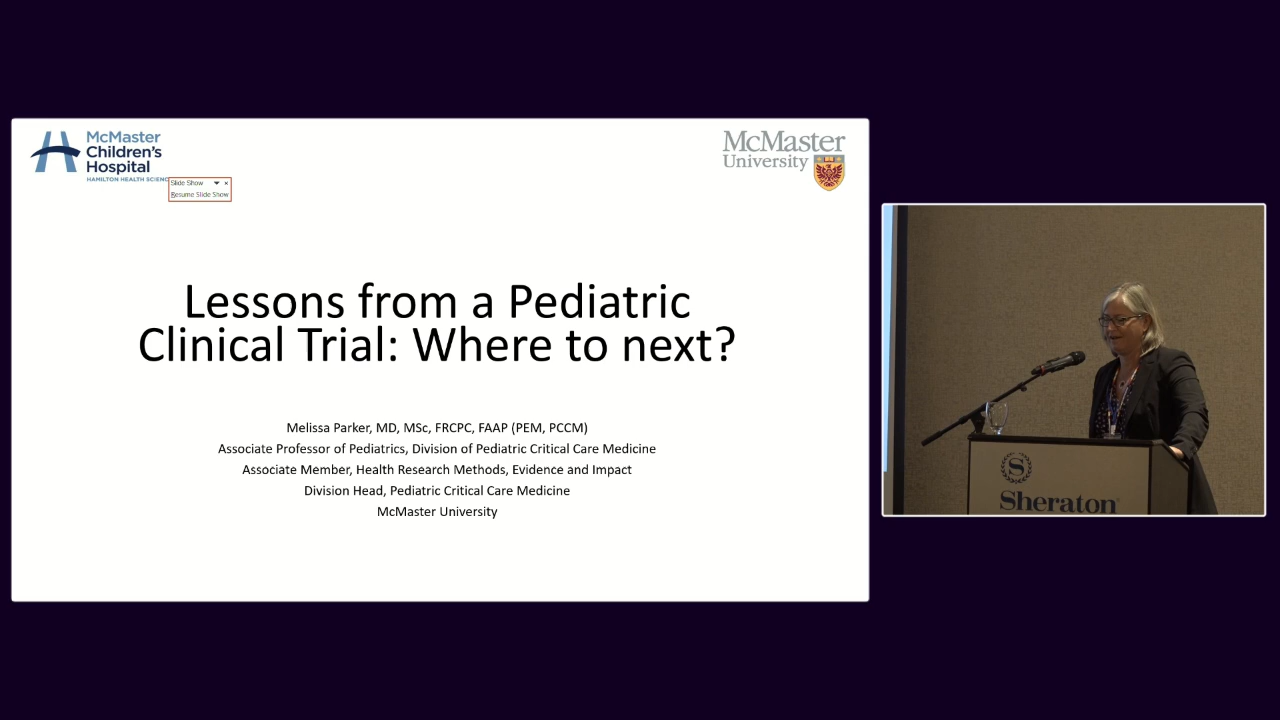 McMaster
Children's
Hospital
HAMILTON HEALTH SCIENC
McMaster
University
Slide Show
Resume Slide Show
Lessons from a Pediatric
Clinical Trial: Where to next?
Melissa Parker, MD, MSc, FRCPC, FAAP (PEM, PCCM)
Associate Professor of Pediatrics, Division of Pediatric Critical Care Medicine
Associate Member, Health Research Methods, Evidence and Impact
Division Head, Pediatric Critical Care Medicine
McMaster University
S
Sheraton